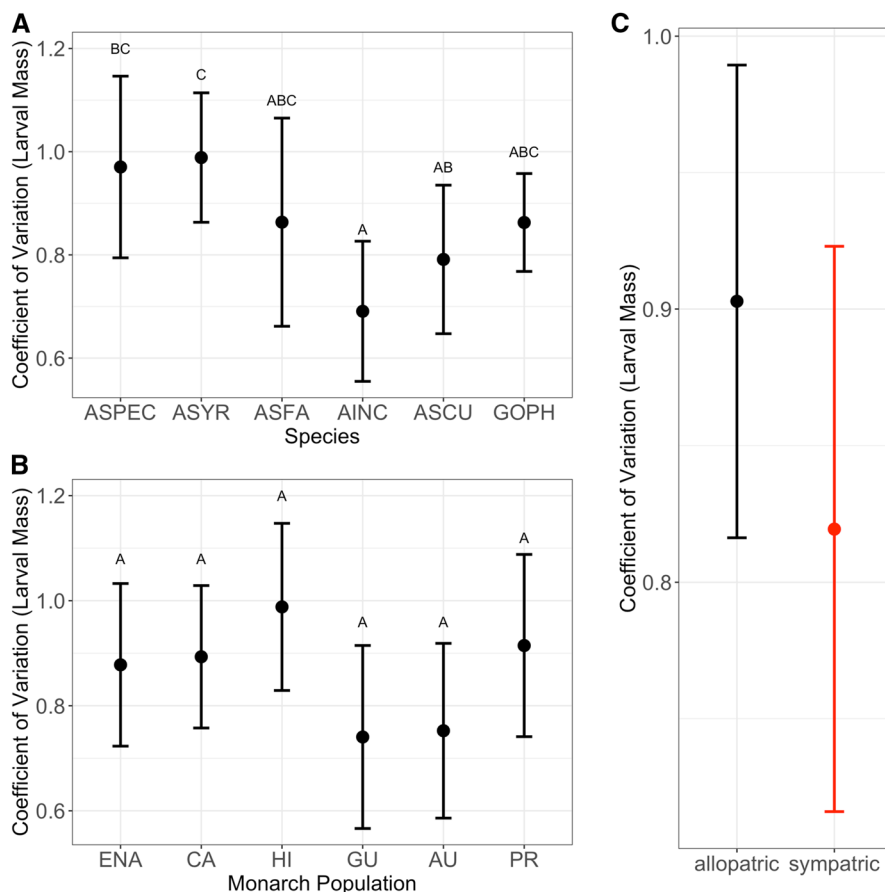 A
Coefficient of Variation (Larval Mass)
1.2
1.0
0.8
0.6
BC
C
ABC
A
AB
ABC
ASPEC ASYR ASFA AINC ASCU GOPH
Species
B
Coefficient of Variation (Larval Mass)
1.2
1.0
0.8
0.6
A
A
A
A
A
A
ENA CA HI GU AU PR
Monarch Population
C
Coefficient of Variation (Larval Mass)
1.0
0.9
0.8
allopatric sympatric